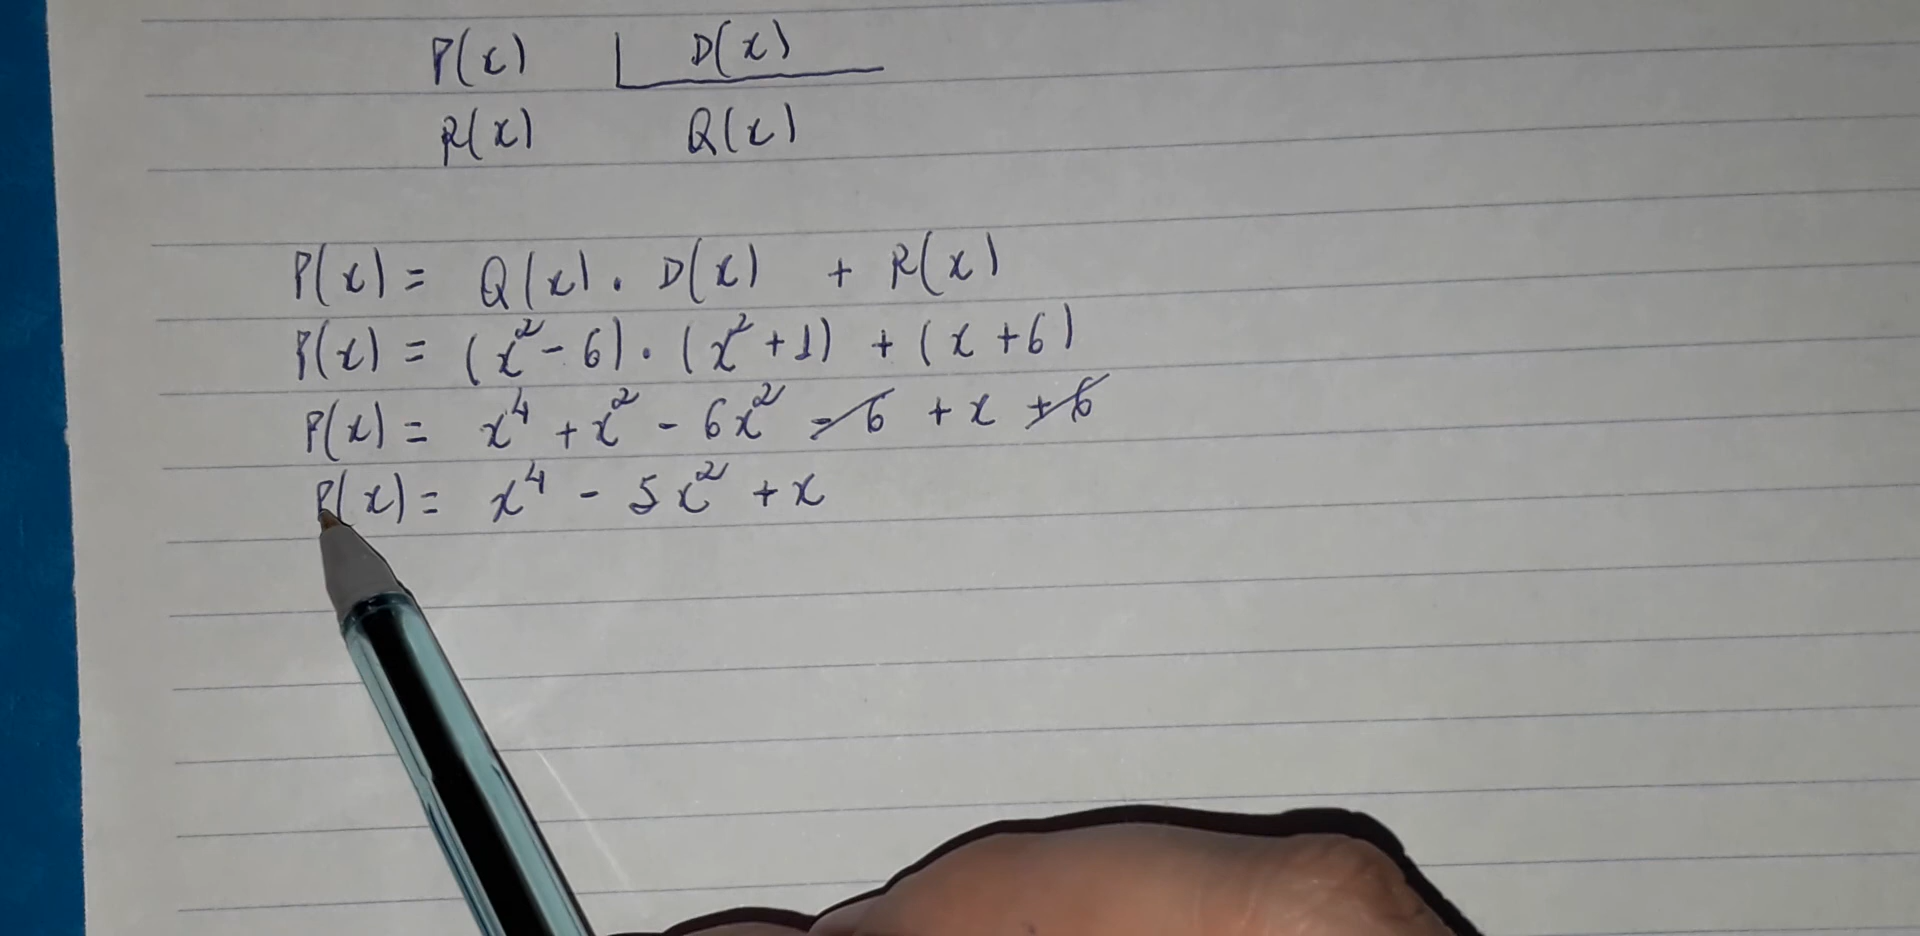 P(x) D(x)
R(x) Q(x)
P(x) = Q(x) . D(x) + R(x)
P(x) = (x² - 6) . (x² + 1) + (x + 6)
P(x) = x⁴ + x² - 6x² - 6 + x + 6
P(x) = x⁴ - 5x² + x